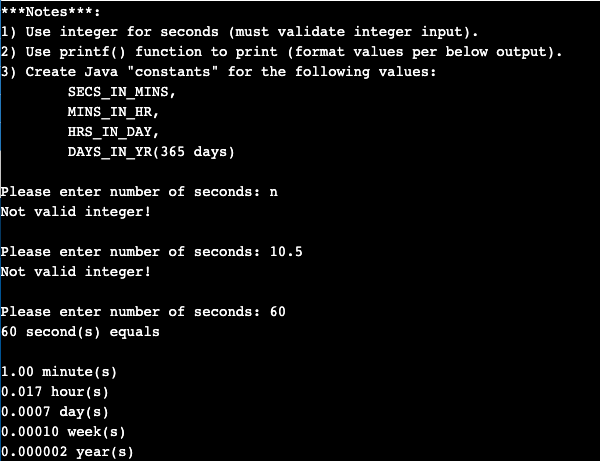 ***Notes***:
1) Use integer for seconds (must validate integer input).
2) Use printf() function to print (format values per below output).
3) Create Java "constants" for the following values:
SECS_IN_MINS,
MINS_IN_HR,
HRS_IN_DAY,
DAYS_IN_YR(365 days)
Please enter number of seconds: n
Not valid integer!
Please enter number of seconds: 10.5
Not valid integer!
Please enter number of seconds: 60
60 second(s) equals
1.00 minute(s)
0.017 hour(s)
0.0007 day(s)
0.00010 week(s)
0.000002 year(s)